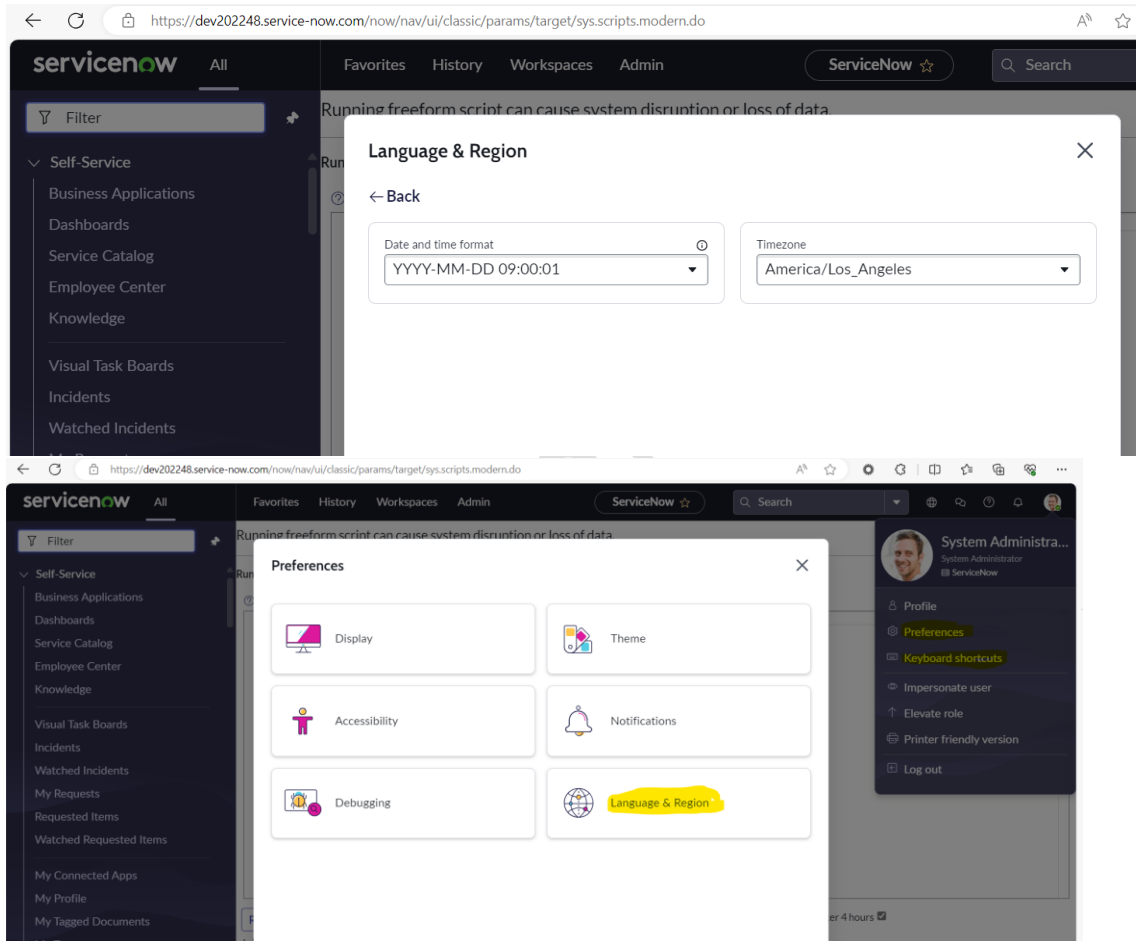 https://dev202248.service-now.com/now/nav/ui/classic/params/target/sys.scripts.modern.do
servicenow All Favorites History Workspaces Admin ServiceNow Search
Filter
Running freeform script can cause system disruption or loss of data.
Self-Service
Run
Business Applications
Dashboards
Service Catalog
Employee Center
Knowledge
Visual Task Boards
Incidents
Watched Incidents
Language & Region
Back
Date and time format
YYYY-MM-DD 09:00:01
Timezone
America/Los_Angeles
https://dev202248.service-now.com/now/nav/ui/classic/params/target/sys.scripts.modern.do
servicenow All Favorites History Workspaces Admin ServiceNow Search
Filter
Running freeform script can cause system disruption or loss of data.
Self-Service
Run
Business Applications
Dashboards
Service Catalog
Employee Center
Knowledge
Visual Task Boards
Incidents
Watched Incidents
My Requests
Requested Items
Watched Requested Items
My Connected Apps
My Profile
My Tagged Documents
Preferences
Display
Theme
Accessibility
Notifications
Debugging
Language & Region
System Administra...
System Administrator
ServiceNow
Profile
Preferences
Keyboard shortcuts
Impersonate user
Elevate role
Printer friendly version
Log out
er 4 hours